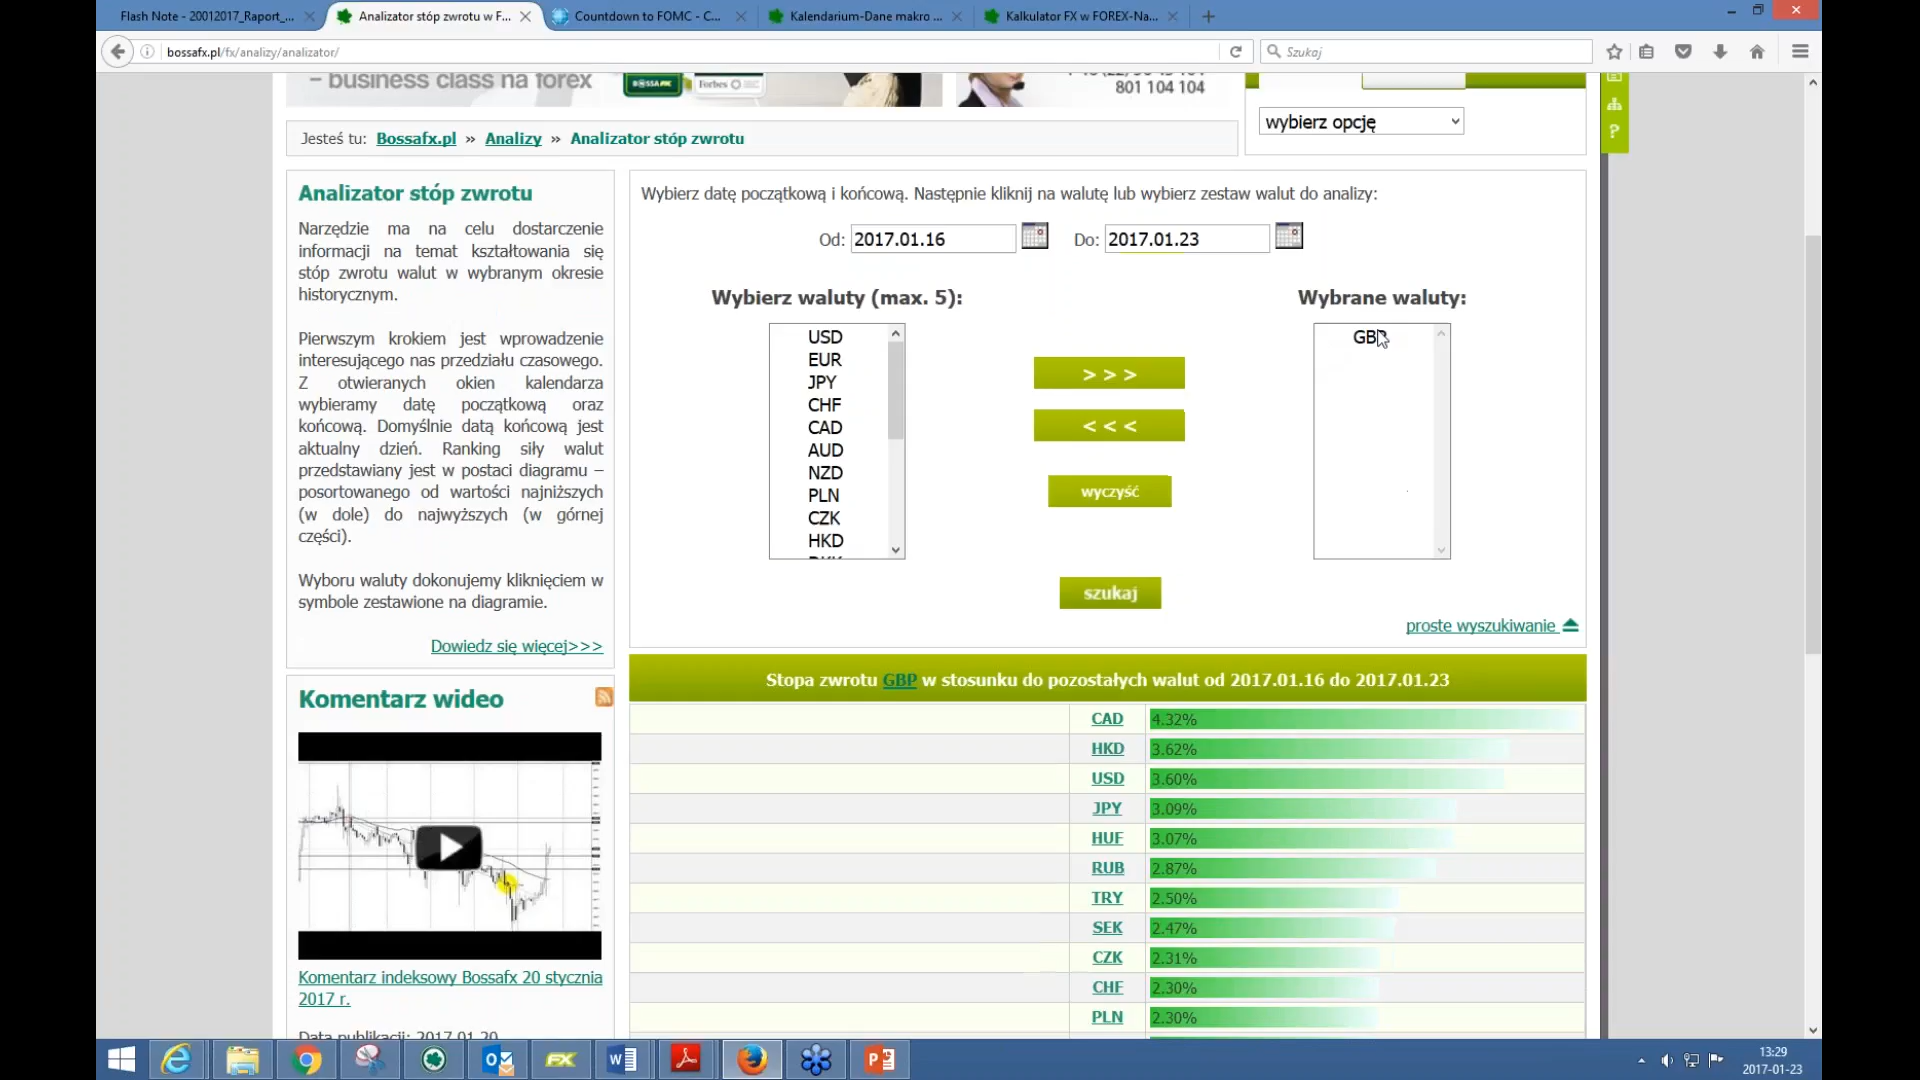 Flash Note - 20012017_Raport_...
Analizator stóp zwrotu w F...
Countdown to FOMC - C...
Kalendarium-Dane makro ...
Kalkulator FX w FOREX-Na...
bossafx.pl/fx/analizy/analizator/
Szukaj
– business class na forex
BOSSAFX
Forbes
801 104 104
wybierz opcję
Jesteś tu: Bossafx.pl » Analizy » Analizator stóp zwrotu
Analizator stóp zwrotu
Narzędzie ma na celu dostarczenie
informacji na temat kształtowania się
stóp zwrotu walut w wybranym okresie
historycznym.
Pierwszym krokiem jest wprowadzenie
interesującego nas przedziału czasowego.
Z otwieranych okien kalendarza
wybieramy datę początkową oraz
końcową. Domyślnie datą końcową jest
aktualny dzień. Ranking siły walut
przedstawiany jest w postaci diagramu –
posortowanego od wartości najniższych
(w dole) do najwyższych (w górnej
części).
Wyboru waluty dokonujemy kliknięciem w
symbole zestawione na diagramie.
Dowiedz się więcej>>>
Komentarz wideo
Komentarz indeksowy Bossafx 20 stycznia
2017 r.
Data publikacji: 2017.01.20
Wybierz datę początkową i końcową. Następnie kliknij na walutę lub wybierz zestaw walut do analizy:
Od: 2017.01.16 Do: 2017.01.23
Wybierz waluty (max. 5):
USD
EUR
JPY
CHF
CAD
AUD
NZD
PLN
CZK
HKD
> > >
< < <
wyczyść
szukaj
Wybrane waluty:
GBP
proste wyszukiwanie
Stopa zwrotu GBP w stosunku do pozostałych walut od 2017.01.16 do 2017.01.23
CAD 4.32%
HKD 3.62%
USD 3.60%
JPY 3.09%
HUF 3.07%
RUB 2.87%
TRY 2.50%
SEK 2.47%
CZK 2.31%
CHF 2.30%
PLN 2.30%
FX
13:29
2017-01-23